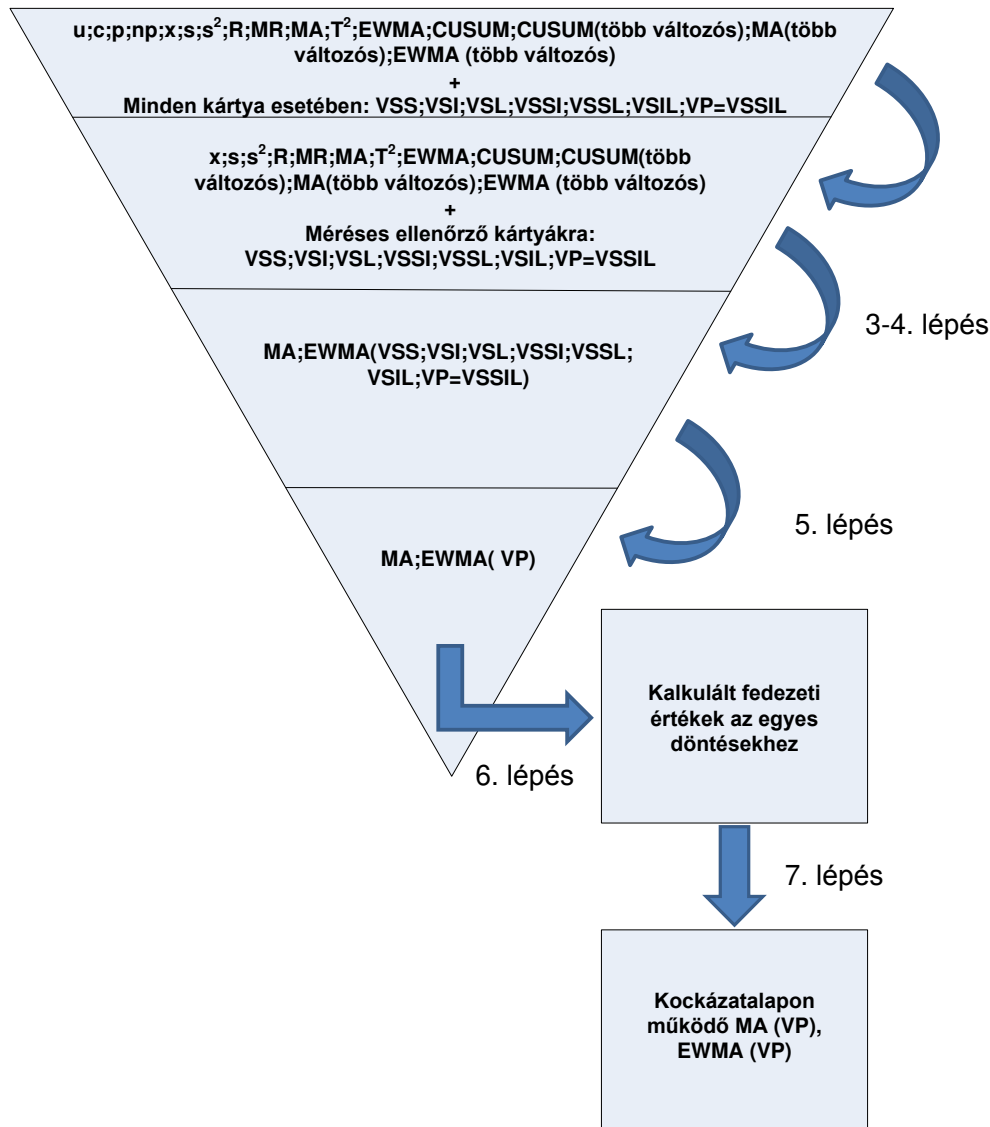 u;c;p;np;x;s;s²;R;MR;MA;T²;EWMA;CUSUM;CUSUM(több változós);MA(több
változós);EWMA (több változós)
+
Minden kártya esetében: VSS;VSI;VSL;VSSI;VSSL;VSIL;VP=VSSIL
x;s;s²;R;MR;MA;T²;EWMA;CUSUM;CUSUM(több
változós);MA(több változós);EWMA (több változós)
+
Méréses ellenőrző kártyákra:
VSS;VSI;VSL;VSSI;VSSL;VSIL;VP=VSSIL
3-4. lépés
MA;EWMA(VSS;VSI;VSL;VSSI;VSSL;
VSIL;VP=VSSIL)
5. lépés
MA;EWMA( VP)
6. lépés
Kalkulált fedezeti
értékek az egyes
döntésekhez
7. lépés
Kockázatalapon
működő MA (VP),
EWMA (VP)